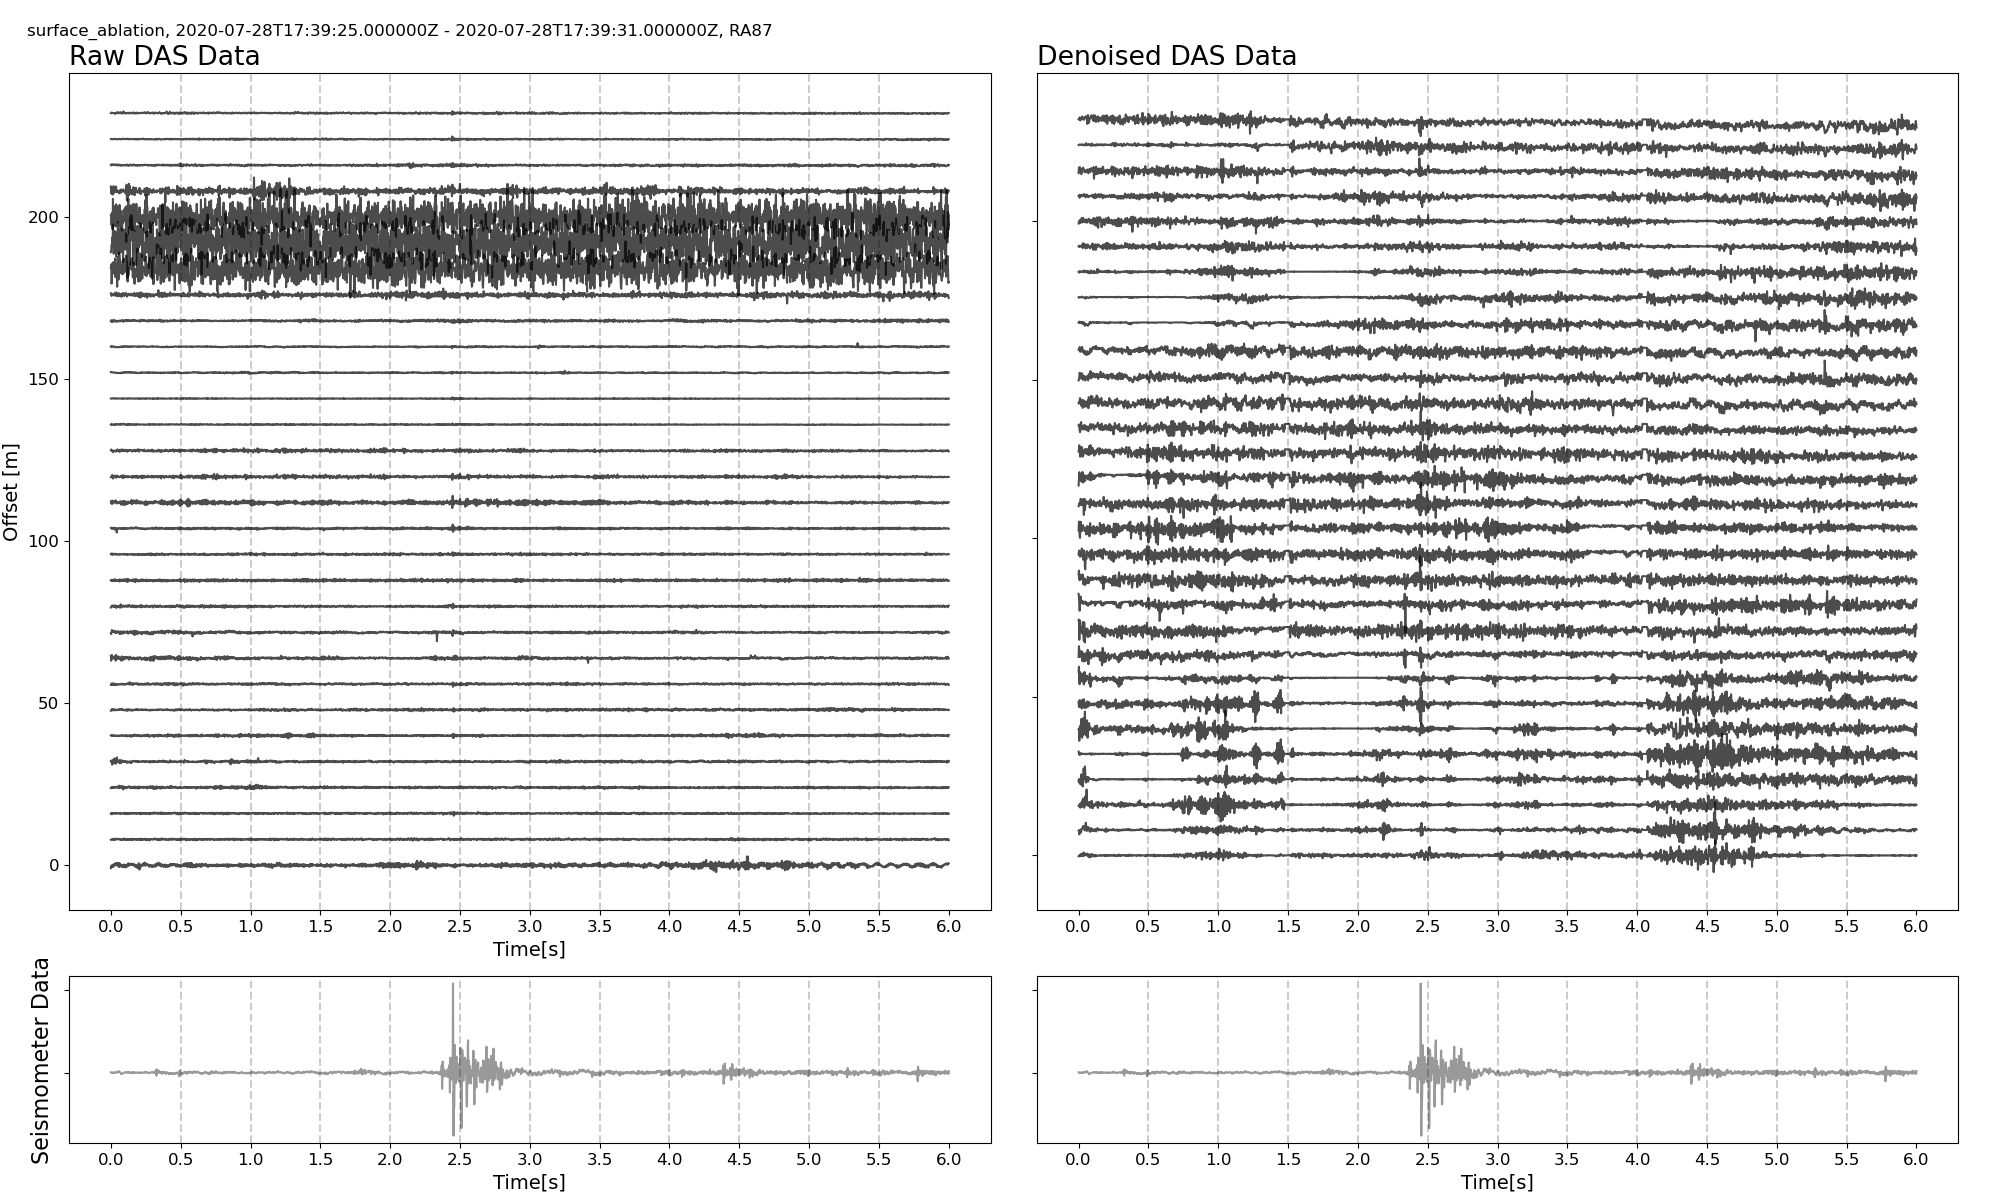 surface_ablation, 2020-07-28T17:39:25.000000Z - 2020-07-28T17:39:31.000000Z, RA87
Raw DAS Data
Denoised DAS Data
Offset [m]
200
150
100
50
0
0.0 0.5 1.0 1.5 2.0 2.5 3.0 3.5 4.0 4.5 5.0 5.5 6.0
Time[s]
0.0 0.5 1.0 1.5 2.0 2.5 3.0 3.5 4.0 4.5 5.0 5.5 6.0
Seismometer Data
0.0 0.5 1.0 1.5 2.0 2.5 3.0 3.5 4.0 4.5 5.0 5.5 6.0
Time[s]
0.0 0.5 1.0 1.5 2.0 2.5 3.0 3.5 4.0 4.5 5.0 5.5 6.0
Time[s]